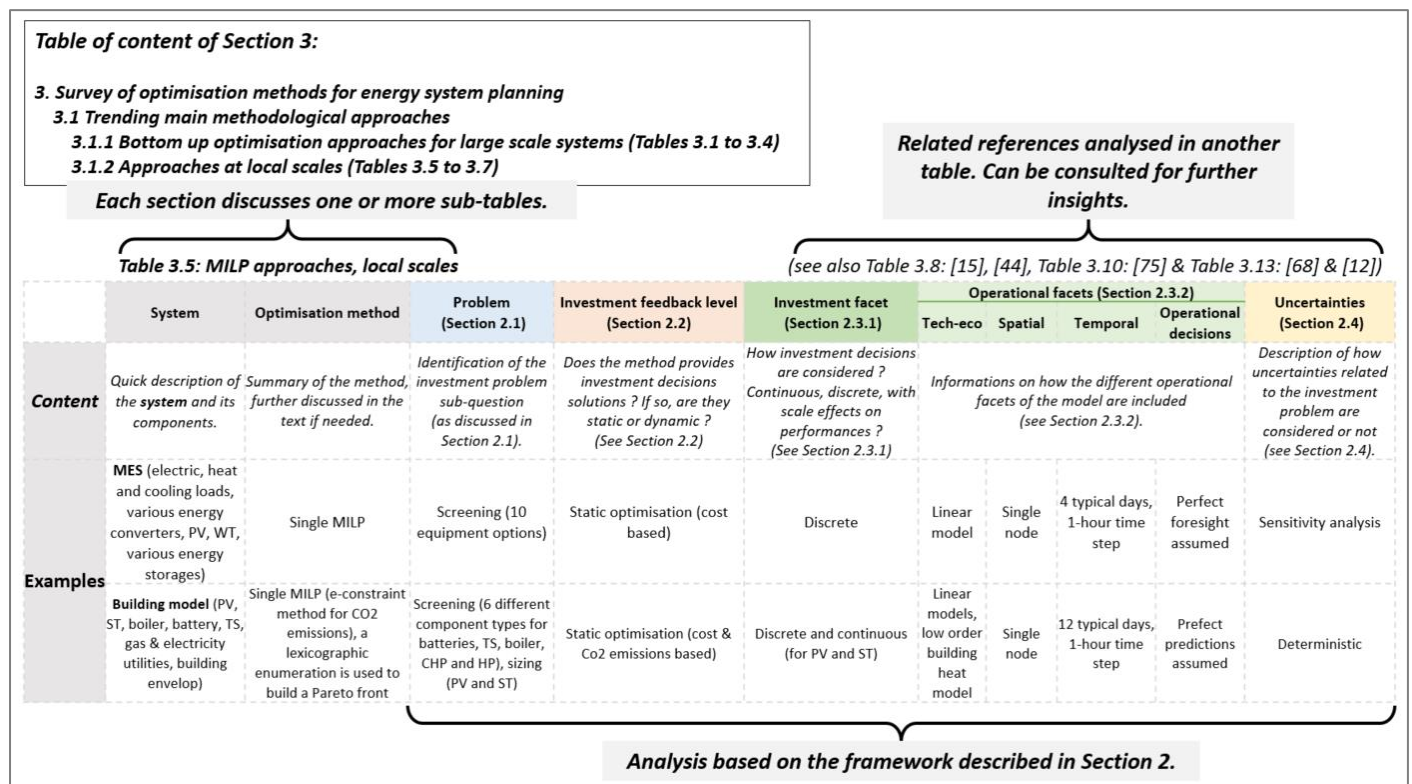 Table of content of Section 3:
3. Survey of optimisation methods for energy system planning
3.1 Trending main methodological approaches
3.1.1 Bottom up optimisation approaches for large scale systems (Tables 3.1 to 3.4)
3.1.2 Approaches at local scales (Tables 3.5 to 3.7)
Each section discusses one or more sub-tables.
Related references analysed in another
table. Can be consulted for further
insights.
Table 3.5: MILP approaches, local scales
(see also Table 3.8: [15], [44], Table 3.10: [75] & Table 3.13: [68] & [12])
System
Optimisation method
Problem
(Section 2.1)
Investment feedback level
(Section 2.2)
Investment facet
(Section 2.3.1)
Operational facets (Section 2.3.2)
Tech-eco
Spatial
Temporal
Operational
decisions
Uncertainties
(Section 2.4)
Content
Quick description of
the system and its
components.
Summary of the method,
further discussed in the
text if needed.
Identification of the
investment problem
sub-question
(as discussed in
Section 2.1).
Does the method provides
investment decisions
solutions ? If so, are they
static or dynamic ?
(See Section 2.2)
How investment decisions
are considered ?
Continuous, discrete, with
scale effects on
performances ?
(See Section 2.3.1)
Informations on how the different operational
facets of the model are included
(see Section 2.3.2).
Description of how
uncertainties related
to the investment
problem are
considered or not
(see Section 2.4).
Examples
MES (electric, heat
and cooling loads,
various energy
converters, PV, WT,
various energy
storages)
Single MILP
Screening (10
equipment options)
Static optimisation (cost
based)
Discrete
Linear
model
Single
node
4 typical days,
1-hour time
step
Perfect
foresight
assumed
Sensitivity analysis
Building model (PV,
ST, boiler, battery, TS,
gas & electricity
utilities, building
envelop)
Single MILP (e-constraint
method for CO2
emissions), a
lexicographic
enumeration is used to
build a Pareto front
Screening (6 different
component types for
batteries, TS, boiler,
CHP and HP), sizing
(PV and ST)
Static optimisation (cost &
Co2 emissions based)
Discrete and continuous
(for PV and ST)
Linear
models,
low order
building
heat
model
Single
node
12 typical days,
1-hour time
step
Prefect
predictions
assumed
Deterministic
Analysis based on the framework described in Section 2.